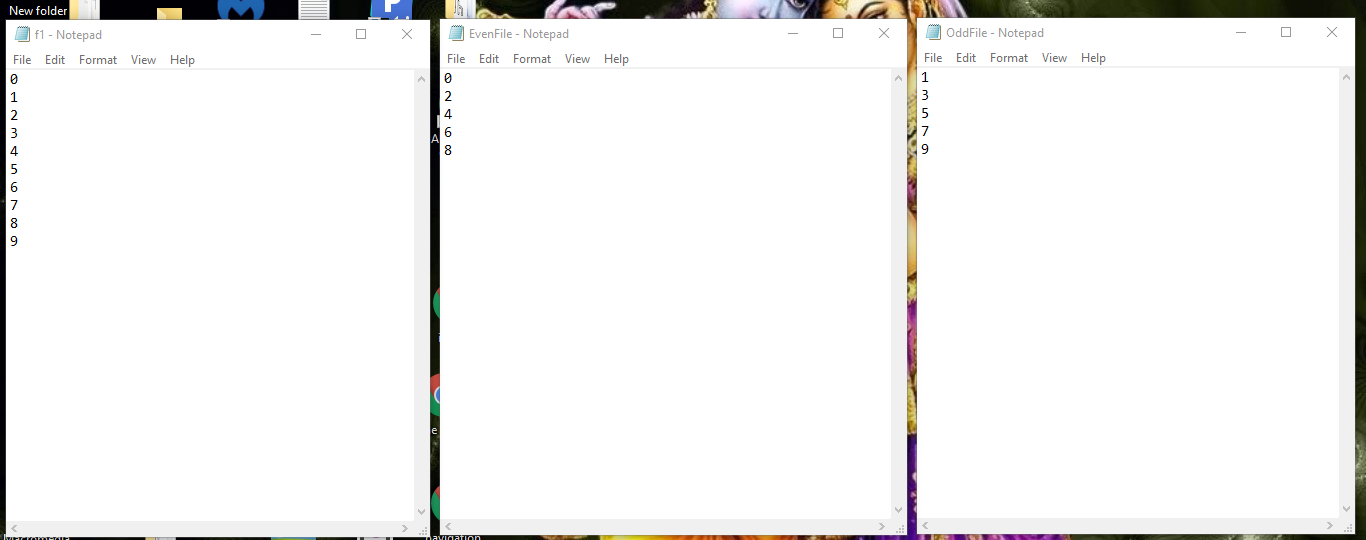 New folder
f1 - Notepad
File Edit Format View Help
0
1
2
3
4
5
6
7
8
9
EvenFile - Notepad
File Edit Format View Help
0
2
4
6
8
OddFile - Notepad
File Edit Format View Help
1
3
5
7
9
Macromedia
navigation